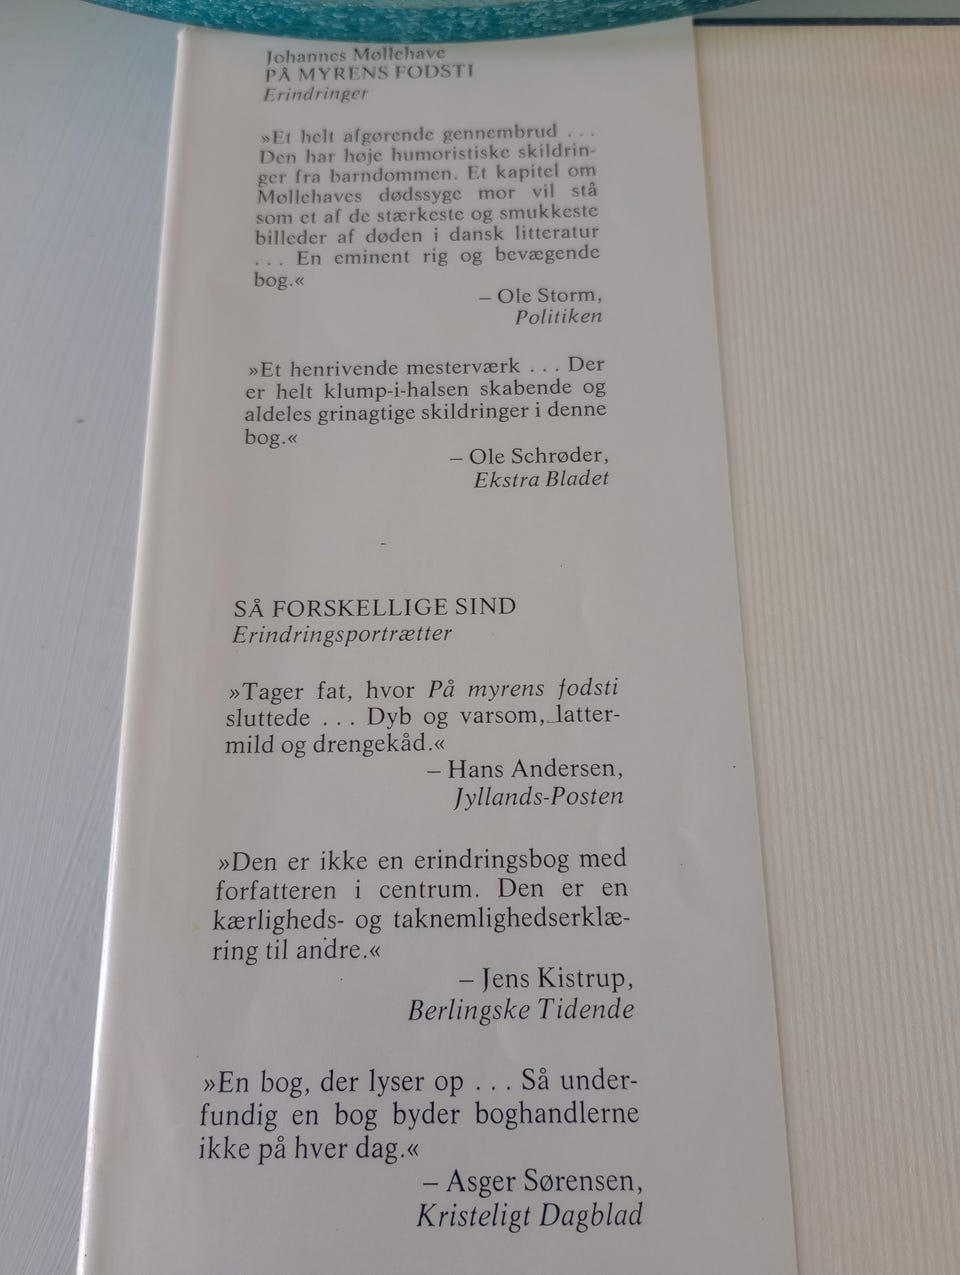 Johannes Møllehave
PÅ MYRENS FODSTI
Erindringer
»Et helt afgørende gennembrud . . .
Den har høje humoristiske skildrin-
ger fra barndommen. Et kapitel om
Møllehaves dødssyge mor vil stå
som et af de stærkeste og smukkeste
billeder af døden i dansk litteratur
. . . En eminent rig og bevægende
bog.«
– Ole Storm,
Politiken
»Et henrivende mesterværk . . . Der
er helt klump-i-halsen skabende og
aldeles grinagtige skildringer i denne
bog.«
– Ole Schrøder,
Ekstra Bladet
SÅ FORSKELLIGE SIND
Erindringsportrætter
»Tager fat, hvor På myrens fodsti
sluttede . . . Dyb og varsom, latter-
mild og drengekåd.«
– Hans Andersen,
Jyllands-Posten
»Den er ikke en erindringsbog med
forfatteren i centrum. Den er en
kærligheds- og taknemlighedserklæ-
ring til andre.«
– Jens Kistrup,
Berlingske Tidende
»En bog, der lyser op . . . Så under-
fundig en bog byder boghandlerne
ikke på hver dag.«
– Asger Sørensen,
Kristeligt Dagblad